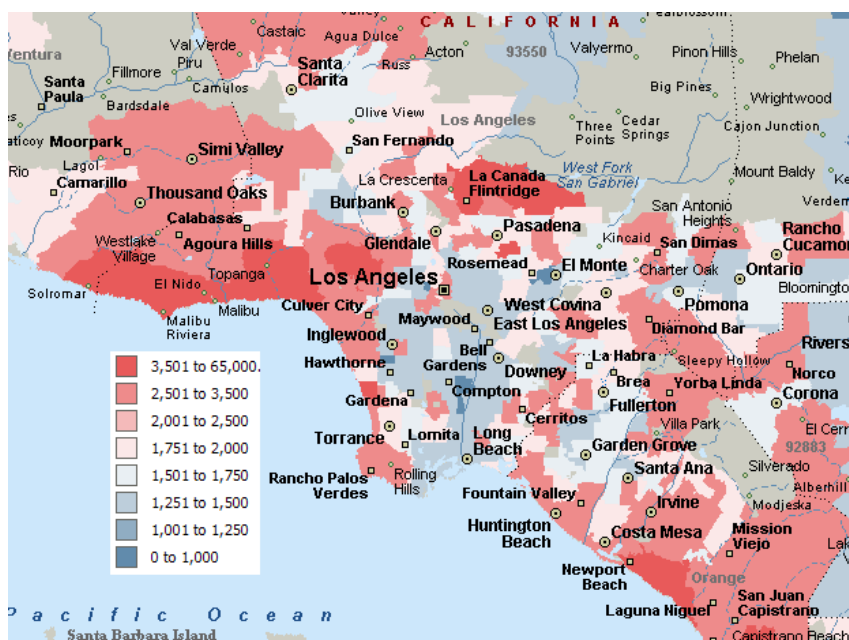 CALIFORNIA
Castaic
Agua Dulce
Acton
93550
Valyermo
Pinon Hills
Phelan
Ventura
Val Verde
Piru
Fillmore
Santa
Clarita
Russ
Big Pines
Wrightwood
Santa
Paula
Camulos
Bardsdale
Olive View
Los Angeles
Three
Points
Cedar
Springs
Cajon Junction
aticoy
Moorpark
Simi Valley
San Fernando
Lagol
La Crescenta
La Canada
Flintridge
West Fork
San Gabriel
Mount Baldy
Rio
Camarillo
Thousand Oaks
Burbank
San Antonio
Heights
Verdem
Calabasas
Pasadena
Kincaid
Rancho
Cucamon
Westlake
Village
Agoura Hills
Glendale
San Dimas
Topanga
Rosemead
El Monte
Charter Oak
Ontario
Los Angeles
Solromar
El Nido
Malibu
Culver City
West Covina
Pomona
Bloomington
Malibu
Riviera
Maywood
East Los Angeles
Diamond Bar
Inglewood
Bell
Gardens
Rivers
Hawthorne
Downey
La Habra
Sleepy Hollow
Norco
Compton
Brea
Yorba Linda
Gardena
Cerritos
Fullerton
Corona
Torrance
Lomita
Long
Beach
Villa Park
El Cerr
Garden Grove
92883
Rancho Palos
Verdes
Rolling
Hills
Santa Ana
Silverado
Alberhill
Fountain Valley
Modjeska
Irvine
Huntington
Beach
Costa Mesa
Mission
Viejo
Newport
Beach
Orange
Laguna Niguel
San Juan
Capistrano
Capistrano Beach
Pacific Ocean
Santa Barbara Island
3,501 to 65,000.
2,501 to 3,500
2,001 to 2,500
1,751 to 2,000
1,501 to 1,750
1,251 to 1,500
1,001 to 1,250
0 to 1,000